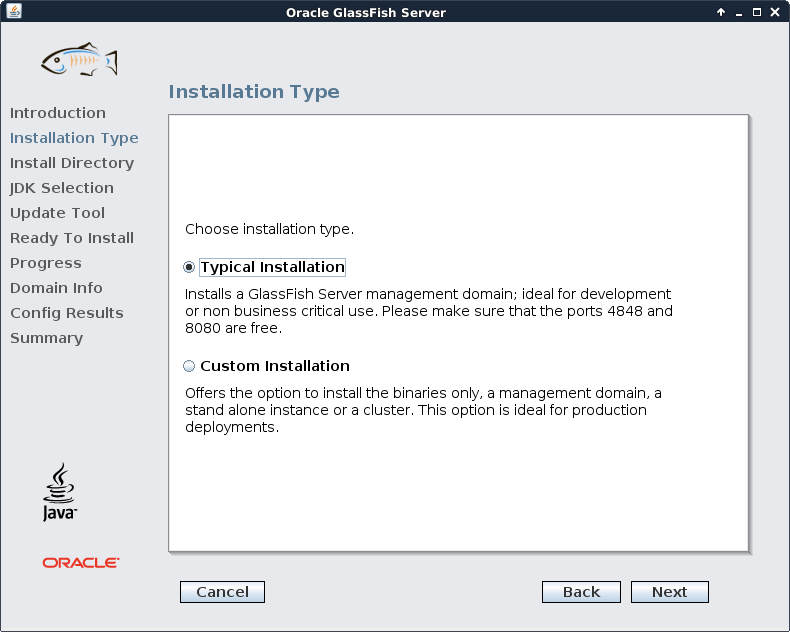 Oracle GlassFish Server
Installation Type
Introduction
Installation Type
Install Directory
JDK Selection
Update Tool
Ready To Install
Progress
Domain Info
Config Results
Summary
Choose installation type.
Typical Installation
Installs a GlassFish Server management domain; ideal for development
or non business critical use. Please make sure that the ports 4848 and
8080 are free.
Custom Installation
Offers the option to install the binaries only, a management domain, a
stand alone instance or a cluster. This option is ideal for production
deployments.
Java
ORACLE
Cancel
Back
Next